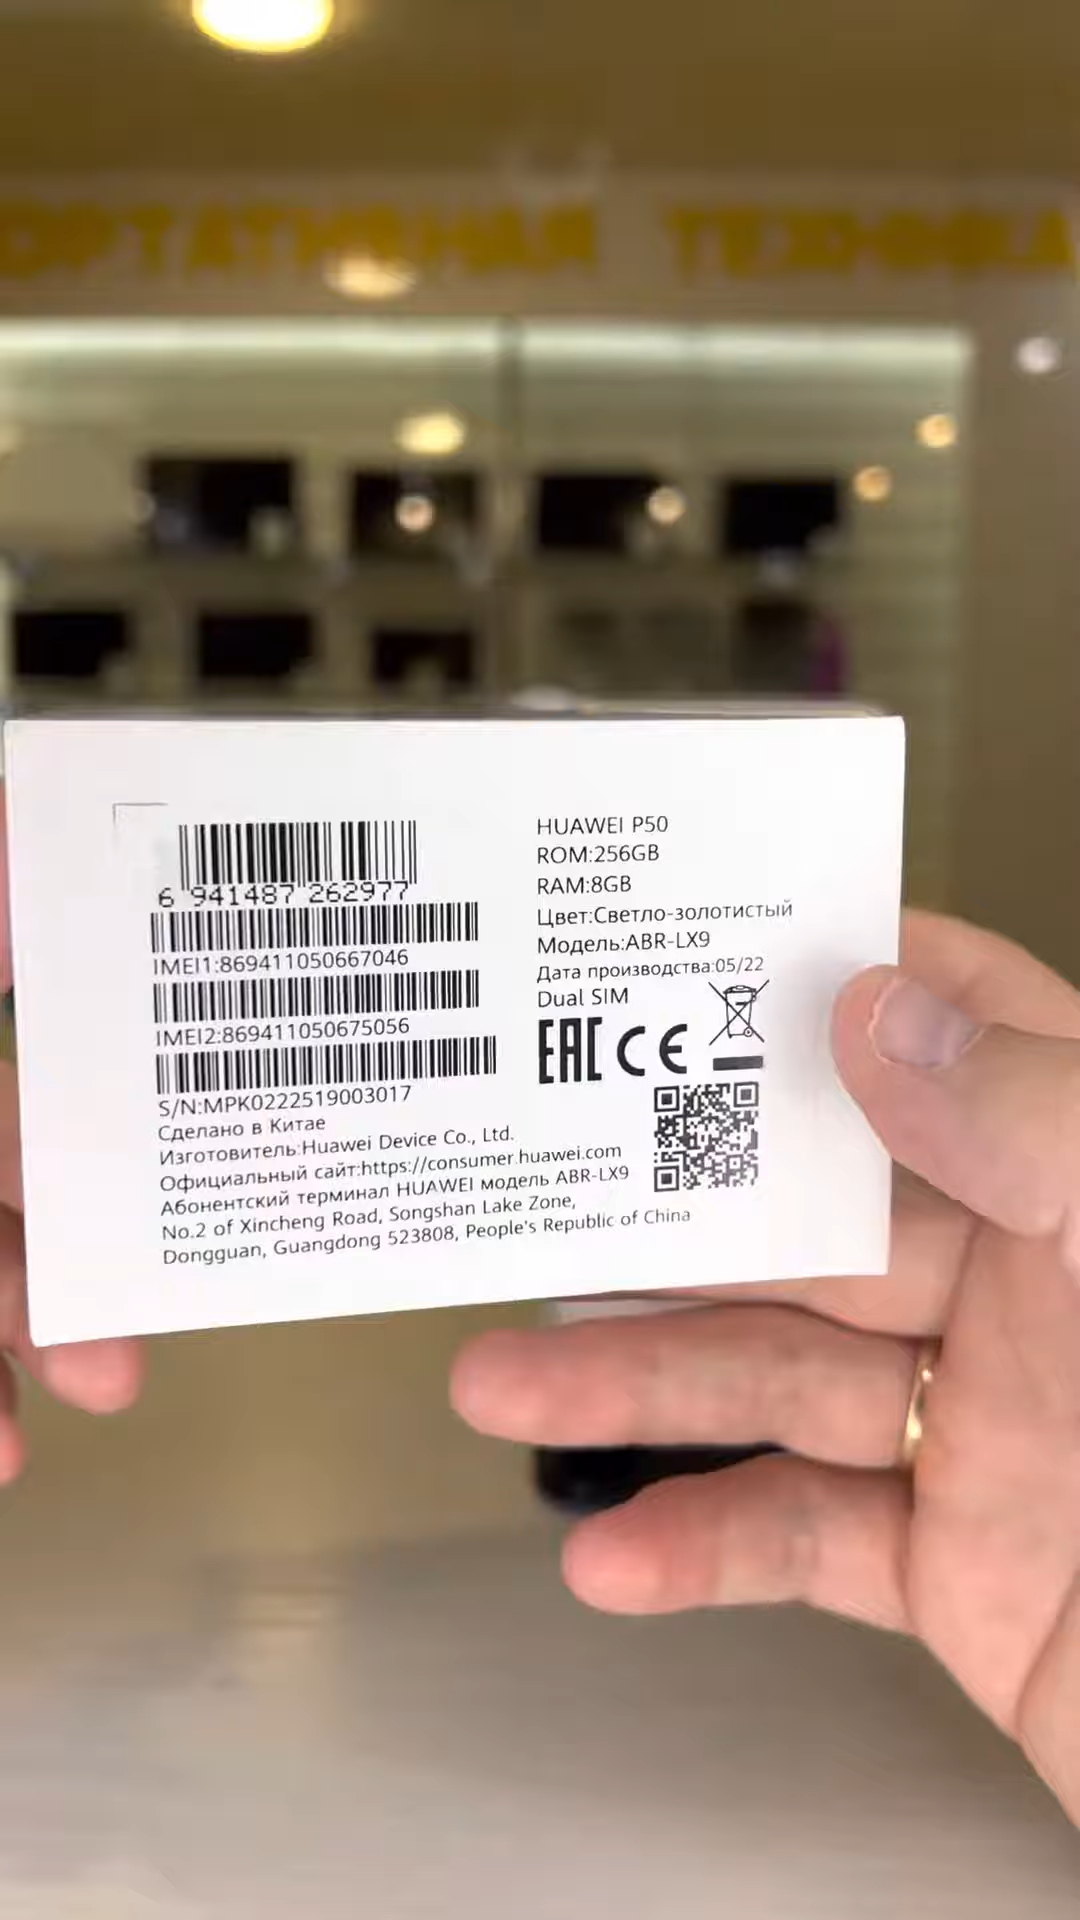 ПОРТАТИВНАЯ ТЕХНИКА
6 941487 262977
IMEI1:869411050667046
IMEI2:869411050675056
S/N:MPK0222519003017
Сделано в Китае
Изготовитель:Huawei Device Co., Ltd.
Официальный сайт:https://consumer.huawei.com
Абонентский терминал HUAWEI модель ABR-LX9
No.2 of Xincheng Road, Songshan Lake Zone,
Dongguan, Guangdong 523808, People's Republic of China
HUAWEI P50
ROM:256GB
RAM:8GB
Цвет:Светло-золотистый
Модель:ABR-LX9
Дата производства:05/22
Dual SIM
EAC CE